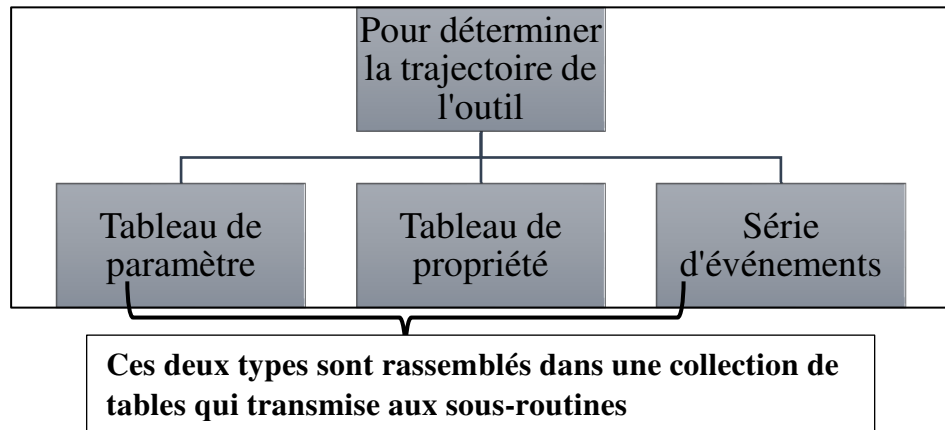 Pour déterminer
la trajectoire de
l'outil
Tableau de
paramètre
Tableau de
propriété
Série
d'événements
Ces deux types sont rassemblés dans une collection de
tables qui transmise aux sous-routines